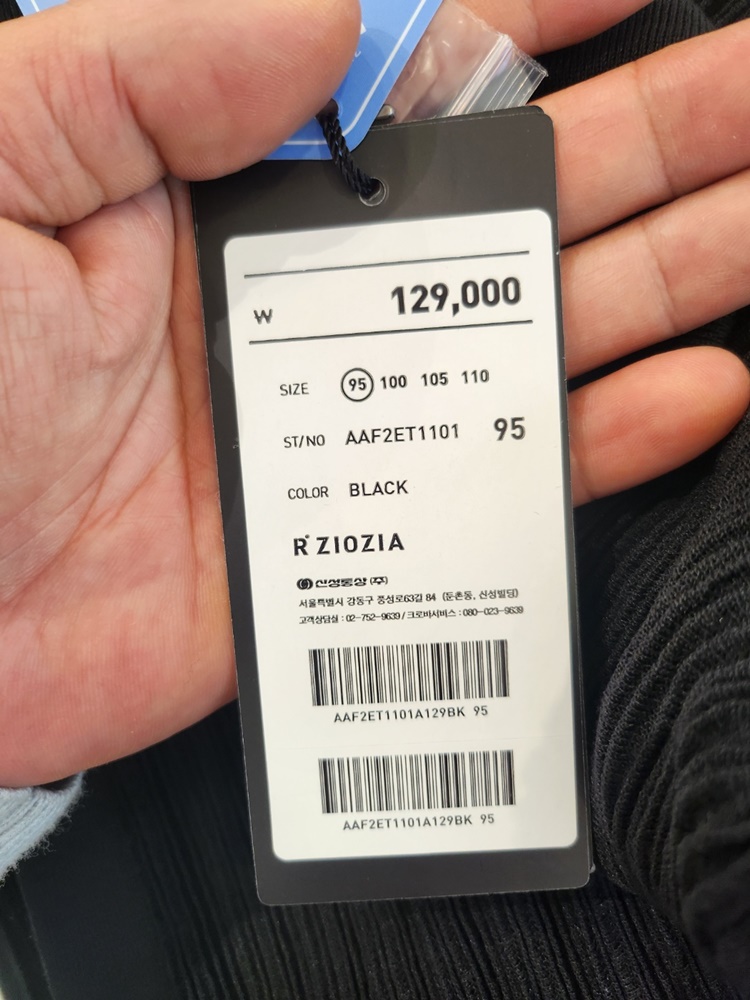 ₩ 129,000
SIZE 95 100 105 110
ST/NO AAF2ET1101 95
COLOR BLACK
R ZIOZIA
신성통상 (주)
서울특별시 강동구 풍성로63길 84 (둔촌동, 신성빌딩)
고객상담실 : 02-752-9639 / 크로바서비스 : 080-023-9639
AAF2ET1101A129BK 95
AAF2ET1101A129BK 95